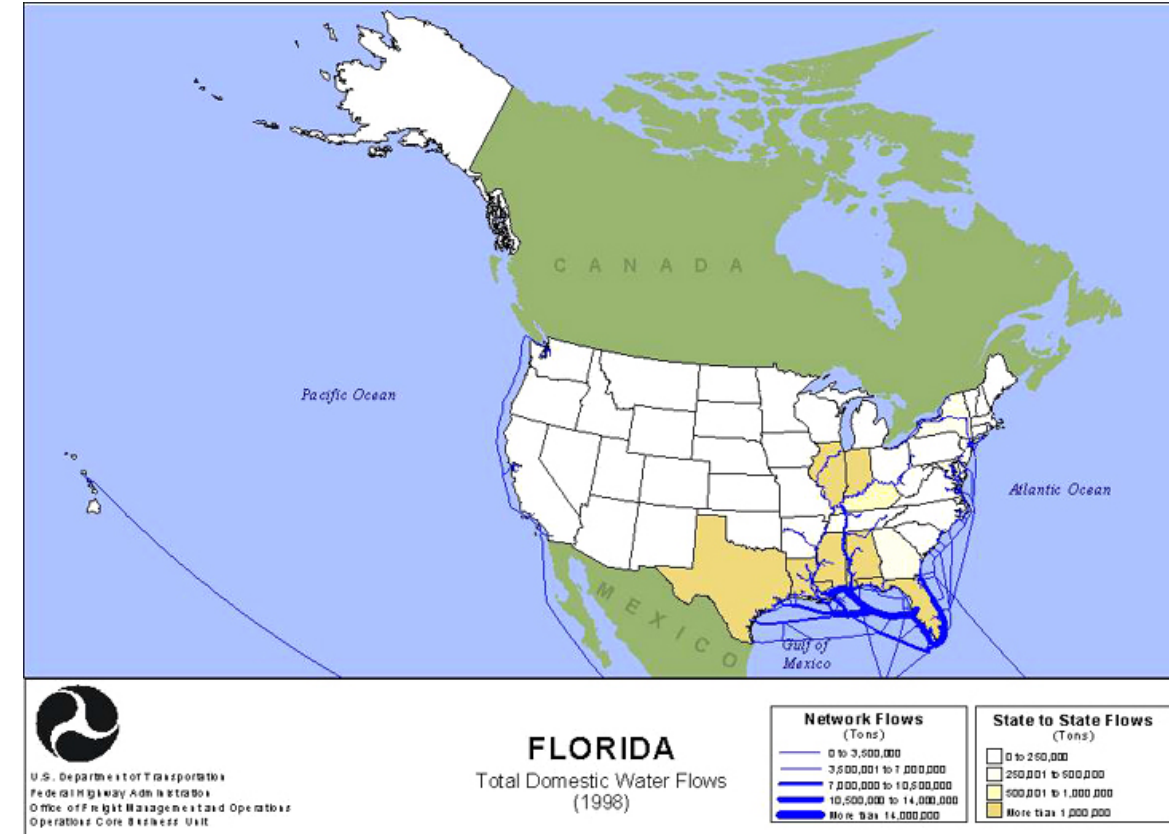 CANADA
Pacific Ocean
Atlantic Ocean
MEXICO
Gulf of
Mexico
U.S. Department of Transportation
Federal Highway Administration
Office of Freight Management and Operations
Operations Core Business Unit
FLORIDA
Total Domestic Water Flows
(1998)
Network Flows
(Tons)
0 to 3,500,000
3,500,001 to 7,000,000
7,000,000 to 10,500,000
10,500,000 to 14,000,000
More than 14,000,000
State to State Flows
(Tons)
0 to 250,000
250,001 to 500,000
500,001 to 1,000,000
More than 1,000,000